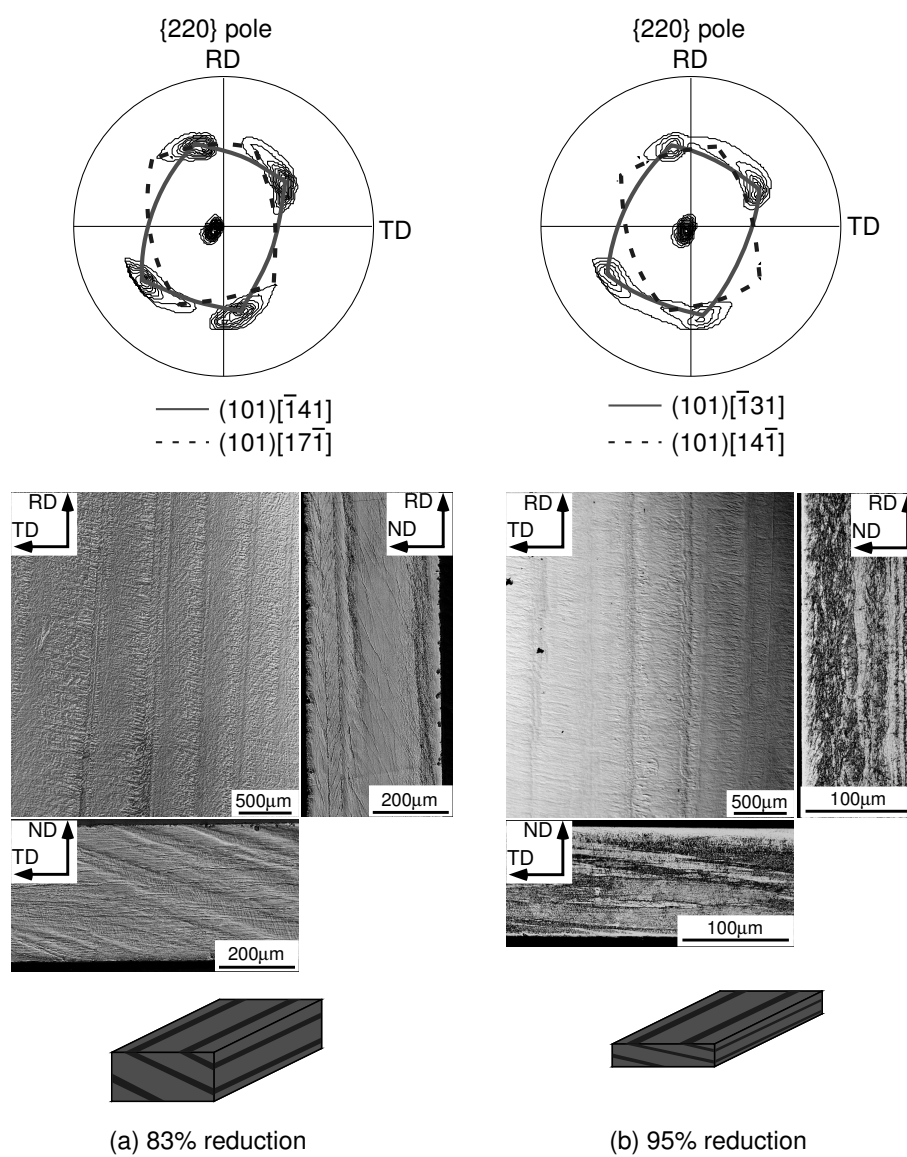 {220} pole
RD
TD
(101)[1̅41]
(101)[171̅]
{220} pole
RD
TD
(101)[1̅31]
(101)[141̅]
RD
TD
500µm
RD
ND
200µm
ND
TD
200µm
RD
TD
500µm
RD
ND
100µm
ND
TD
100µm
(a) 83% reduction
(b) 95% reduction